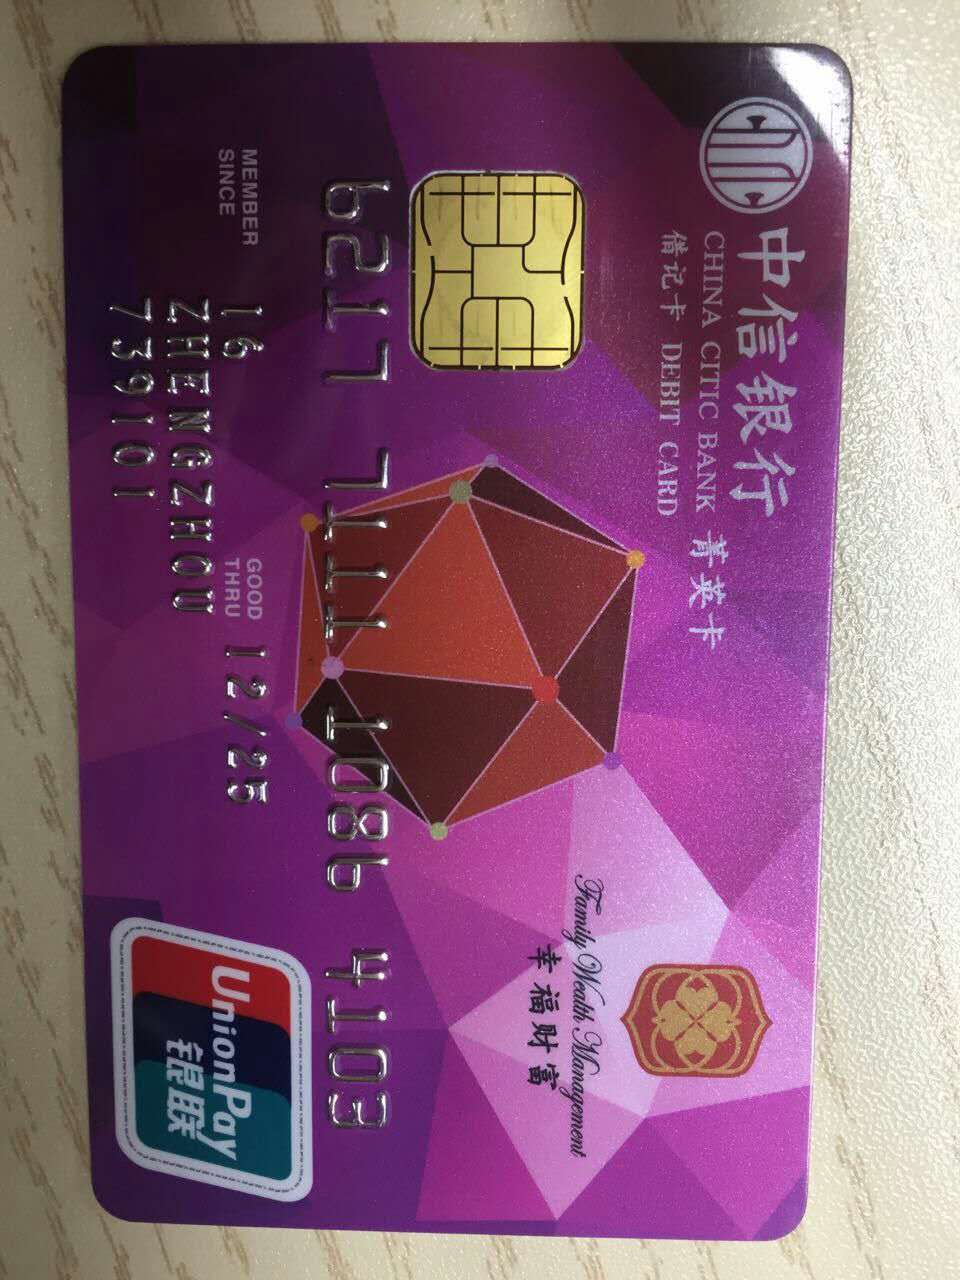 中信银行
CHINA CITIC BANK 菁英卡
借记卡 DEBIT CARD
Family Wealth Management
幸福财富
6217 7111 1086 4103
MEMBER SINCE 16
GOOD THRU 12/25
ZHENGZHOU
739101
UnionPay
银联